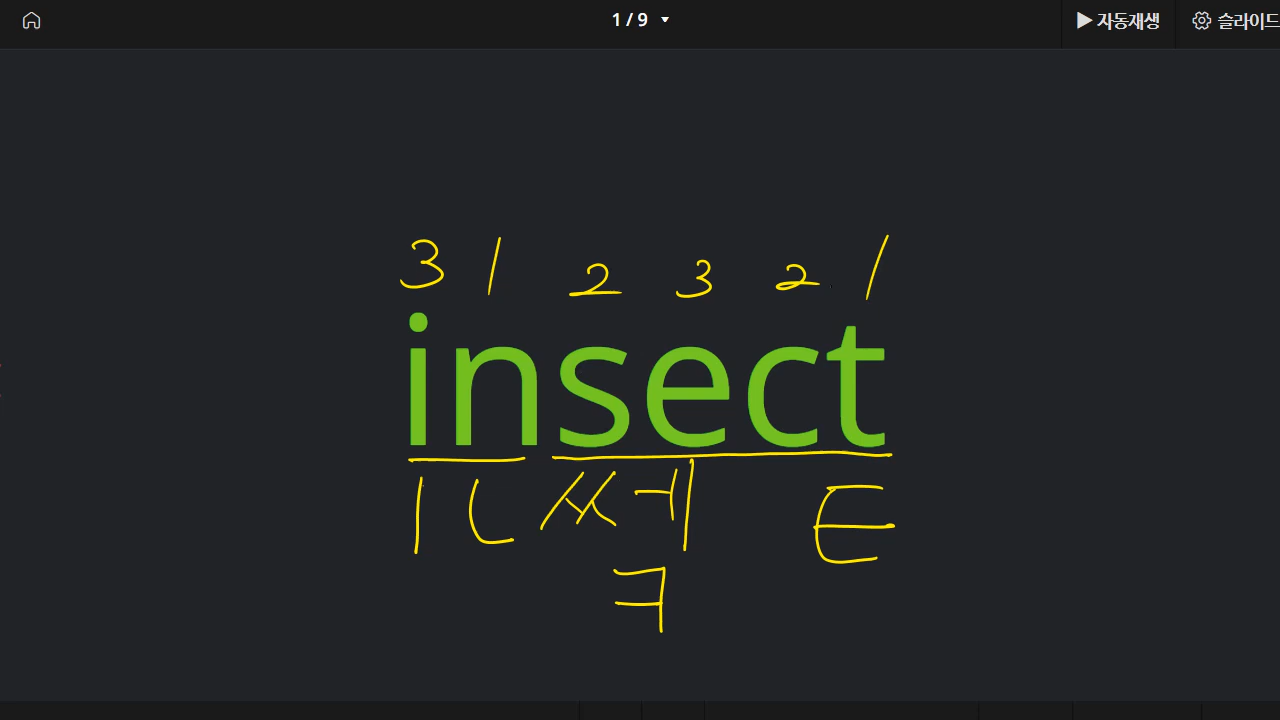 1 / 9 ▼ ▶ 자동재생 슬라이드
3 1 2 3 2 1
insect
ㅣㄴ ㅆㅔ ㅌ
ㅋ